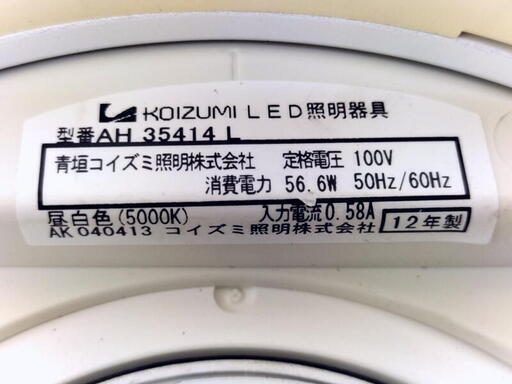 KOIZUMI LED照明器具
型番AH 35414 L
青垣コイズミ照明株式会社 定格電圧 100V
消費電力 56.6W 50Hz/60Hz
昼白色(5000K) 入力電流0.58A
AK040413 コイズミ照明株式会社 12年製